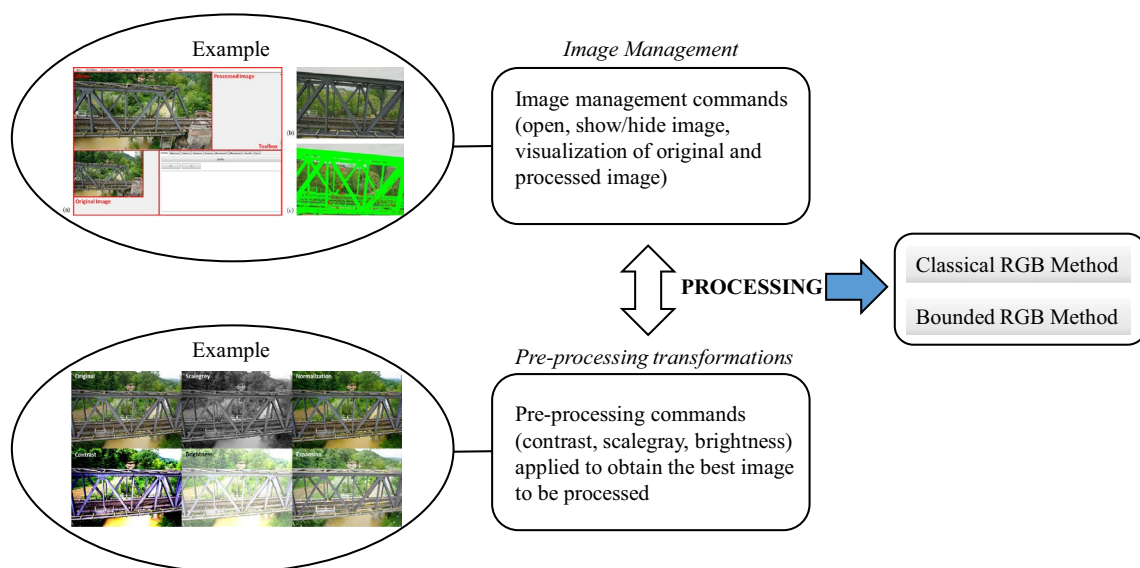 Example
Image Management
Processed Image
Toolbox
Original Image
(a)
(b)
(c)
Image management commands
(open, show/hide image,
visualization of original and
processed image)
PROCESSING
Classical RGB Method
Bounded RGB Method
Example
Pre-processing transformations
Original
Scalegrey
Normalization
Contrast
Brightness
Expansion
Pre-processing commands
(contrast, scalegray, brightness)
applied to obtain the best image
to be processed